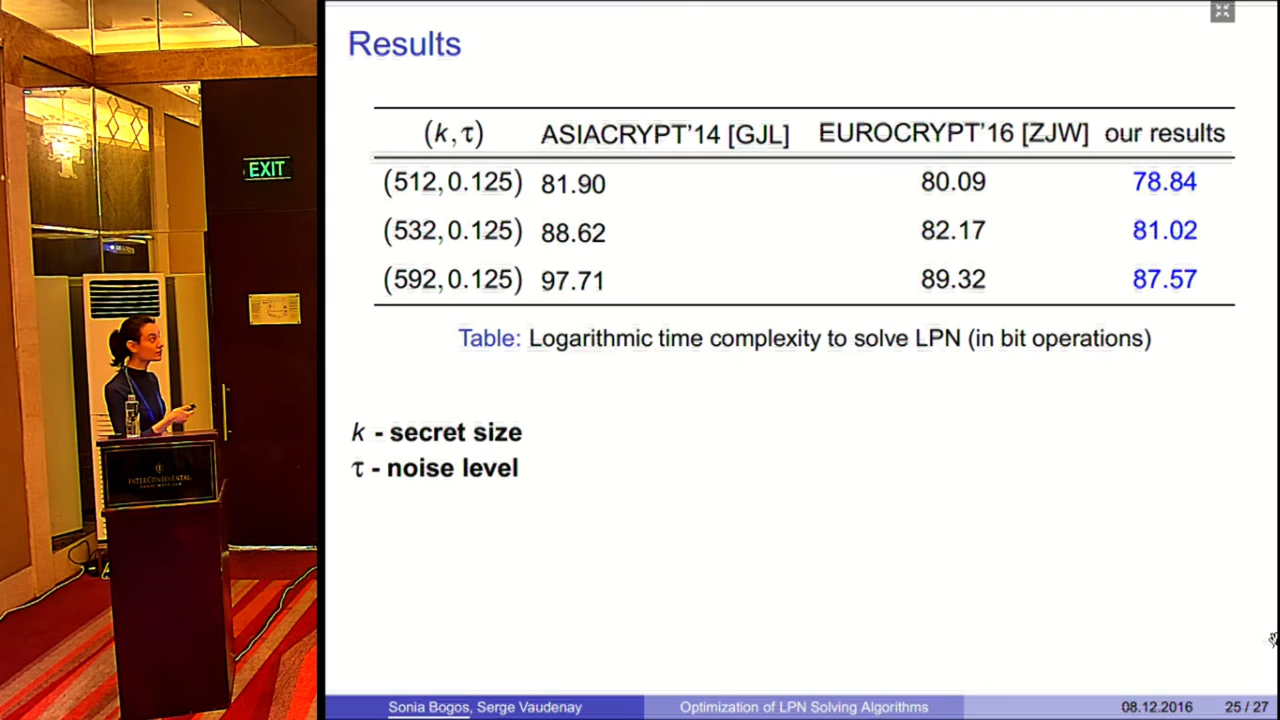 Results
(k, τ) ASIACRYPT'14 [GJL] EUROCRYPT'16 [ZJW] our results
(512, 0.125) 81.90 80.09 78.84
(532, 0.125) 88.62 82.17 81.02
(592, 0.125) 97.71 89.32 87.57
Table: Logarithmic time complexity to solve LPN (in bit operations)
k - secret size
τ - noise level
Sonia Bogos, Serge Vaudenay Optimization of LPN Solving Algorithms 08.12.2016 25 / 27
EXIT
INTERCONTINENTAL